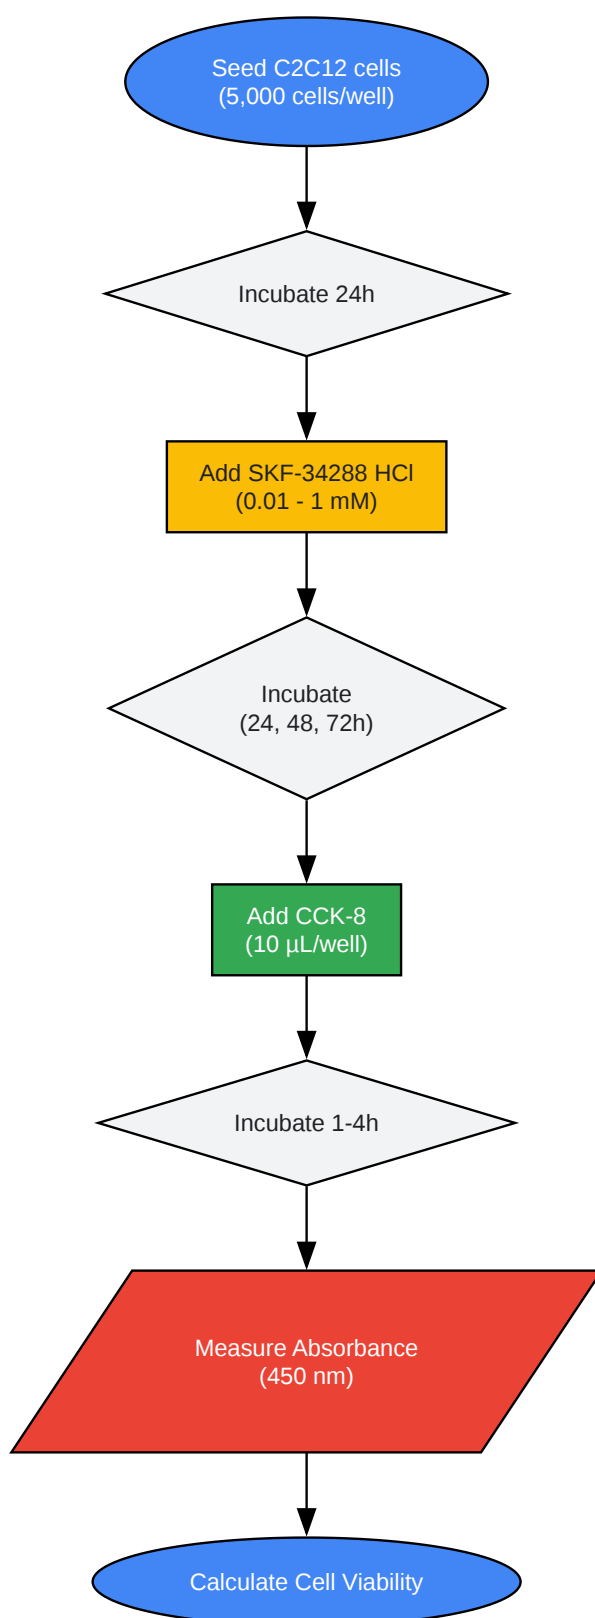 Seed C2C12 cells
(5,000 cells/well)
Incubate 24h
Add SKF-34288 HCl
(0.01 - 1 mM)
Incubate
(24, 48, 72h)
Add CCK-8
(10 µL/well)
Incubate 1-4h
Measure Absorbance
(450 nm)
Calculate Cell Viability